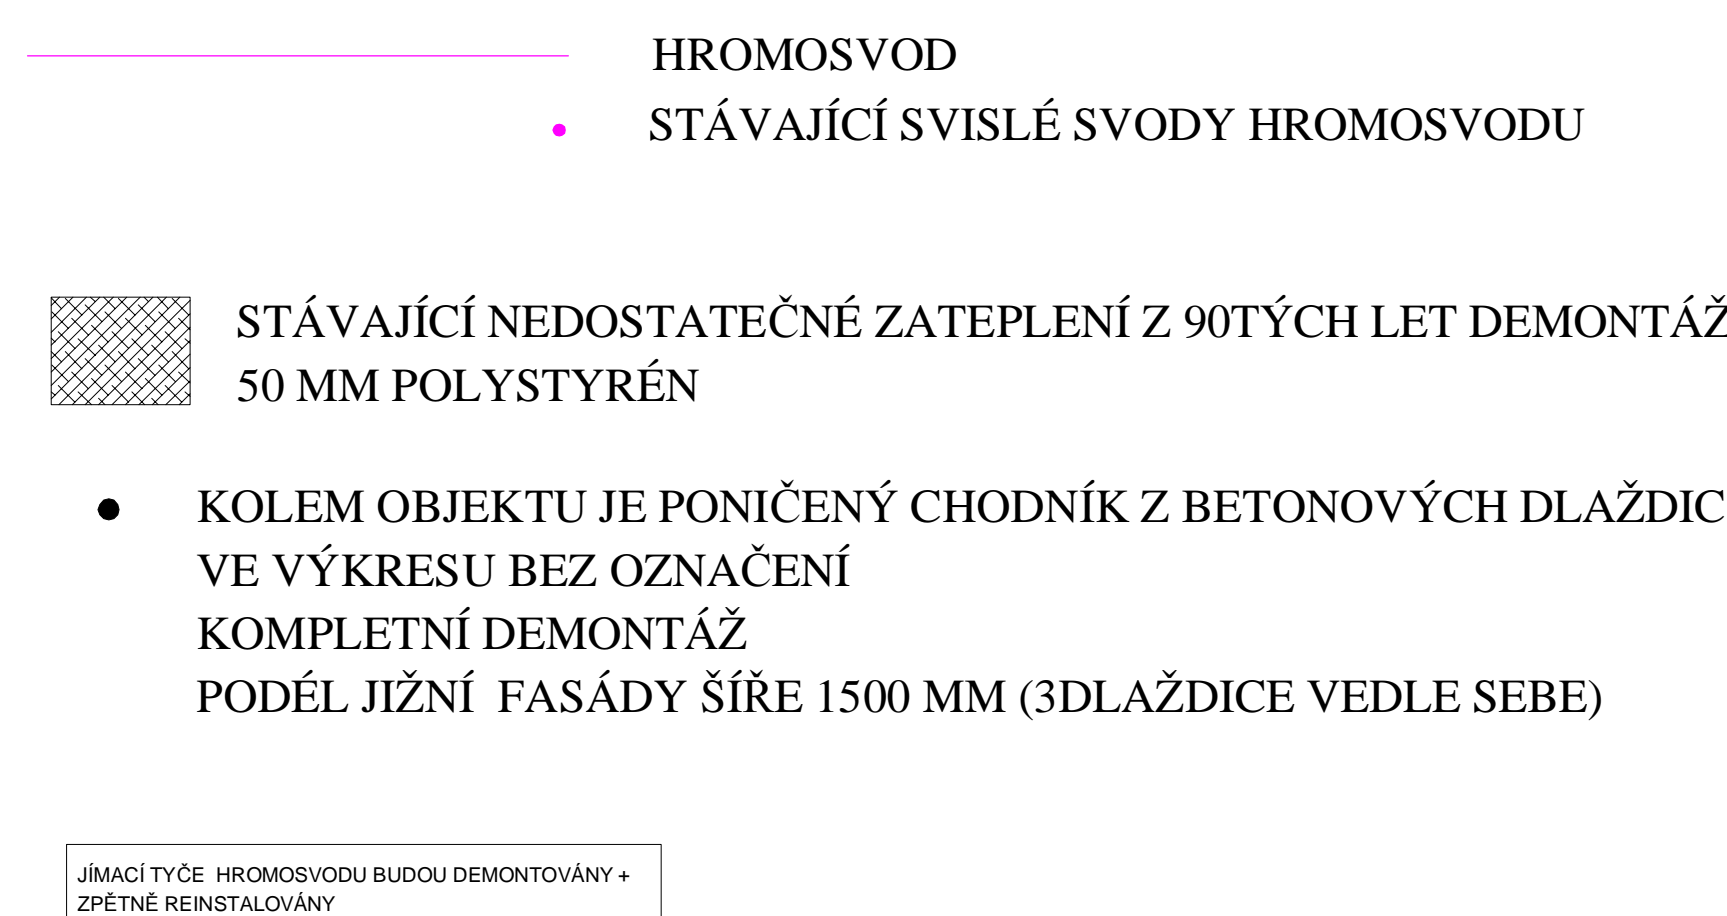 HROMOSVOD
STÁVAJÍCÍ SVISLÉ SVODY HROMOSVODU
STÁVAJÍCÍ NEDOSTATEČNÉ ZATEPLENÍ Z 90TÝCH LET DEMONTÁŽ
50 MM POLYSTYRÉN
KOLEM OBJEKTU JE PONIČENÝ CHODNÍK Z BETONOVÝCH DLAŽDIC
VE VÝKRESU BEZ OZNAČENÍ
KOMPLETNÍ DEMONTÁŽ
PODÉL JIŽNÍ  FASÁDY ŠÍŘE 1500 MM (3DLAŽDICE VEDLE SEBE)
JÍMACÍ TYČE  HROMOSVODU BUDOU DEMONTOVÁNY +
ZPĚTNĚ REINSTALOVÁNY